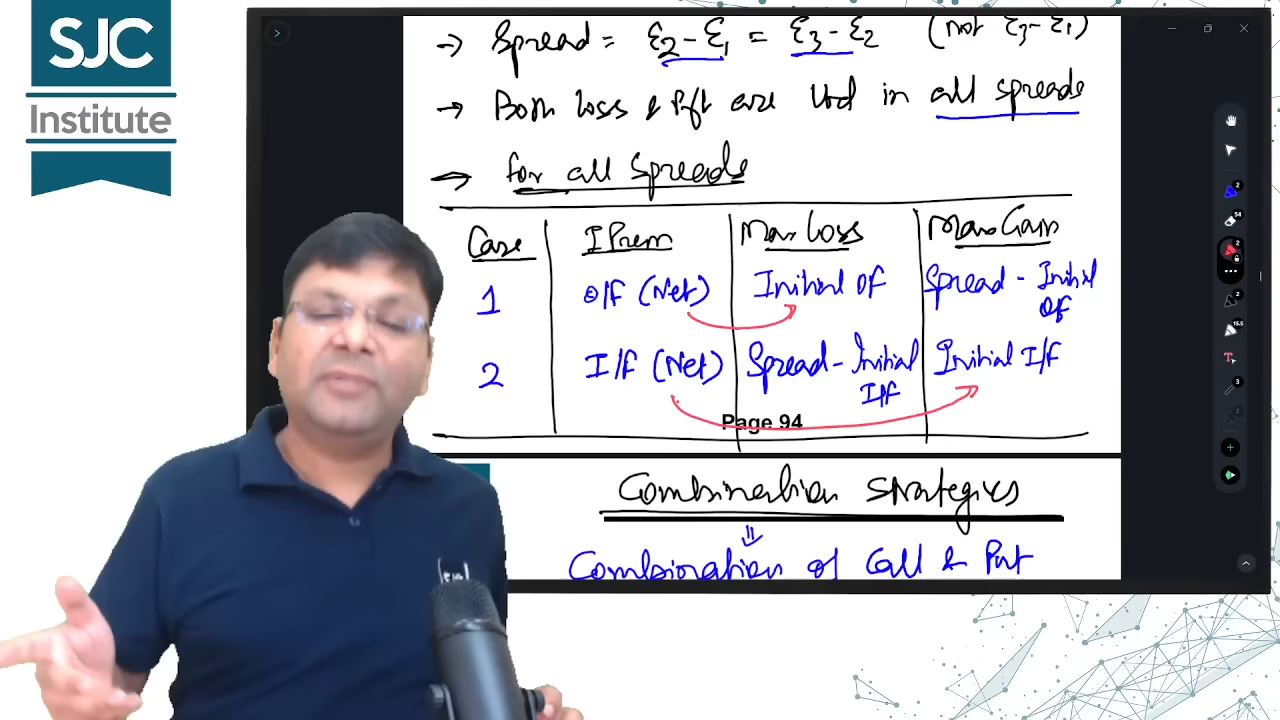 SJC
Institute
→ Spread = E2 - E1 = E3 - E2 (not E3 - E1)
→ Both loss & Pft are Ltd in all spreads
→ for all Spreads
Case I Prem Max Loss Max Gain
1 O/F (Net) Initial OF Spread - Initial OF
2 I/F (Net) Spread - Initial I/F Initial I/F
Page 94
Combination Strategies
⇓
Combination of Call & Put